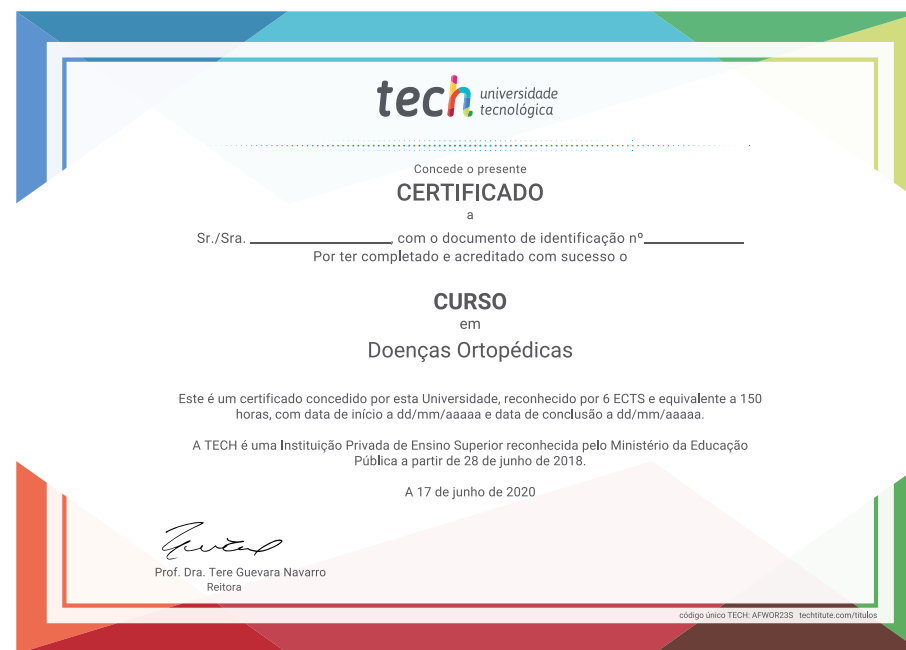 tech universidade
tecnológica
Concede o presente
CERTIFICADO
a
Sr./Sra. ________________, com o documento de identificação nº____________
Por ter completado e acreditado com sucesso o
CURSO
em
Doenças Ortopédicas
Este é um certificado concedido por esta Universidade, reconhecido por 6 ECTS e equivalente a 150
horas, com data de início a dd/mm/aaaaa e data de conclusão a dd/mm/aaaaa.
A TECH é uma Instituição Privada de Ensino Superior reconhecida pelo Ministério da Educação
Pública a partir de 28 de junho de 2018.
A 17 de junho de 2020
Prof. Dra. Tere Guevara Navarro
Reitora
código único TECH: AFWOR23S techtitute.com/titulos